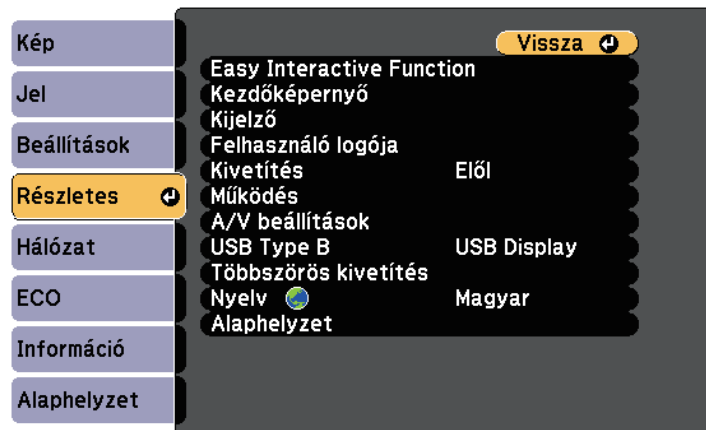 Kép
Jel
Beállítások
Részletes
Hálózat
ECO
Információ
Alaphelyzet
Vissza
Easy Interactive Function
Kezdőképernyő
Kijelző
Felhasználó logója
Kivetítés Elől
Működés
A/V beállítások
USB Type B USB Display
Többszörös kivetítés
Nyelv Magyar
Alaphelyzet